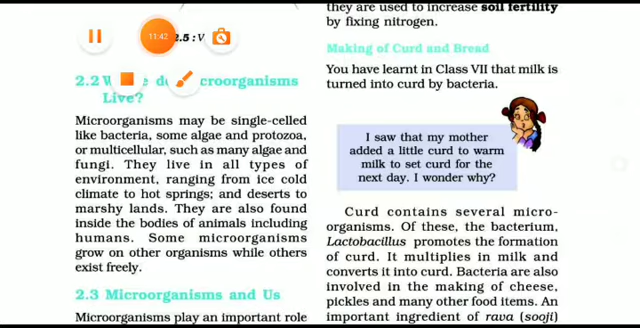 11:42
2.5 : V
2.2 W de croorganisms
Live?
Microorganisms may be single-celled
like bacteria, some algae and protozoa,
or multicellular, such as many algae and
fungi. They live in all types of
environment, ranging from ice cold
climate to hot springs; and deserts to
marshy lands. They are also found
inside the bodies of animals including
humans. Some microorganisms
grow on other organisms while others
exist freely.
2.3 Microorganisms and Us
Microorganisms play an important role
they are used to increase soil fertility
by fixing nitrogen.
Making of Curd and Bread
You have learnt in Class VII that milk is
turned into curd by bacteria.
I saw that my mother
added a little curd to warm
milk to set curd for the
next day. I wonder why?
Curd contains several micro-
organisms. Of these, the bacterium,
Lactobacillus promotes the formation
of curd. It multiplies in milk and
converts it into curd. Bacteria are also
involved in the making of cheese,
pickles and many other food items. An
important ingredient of rava (sooji)